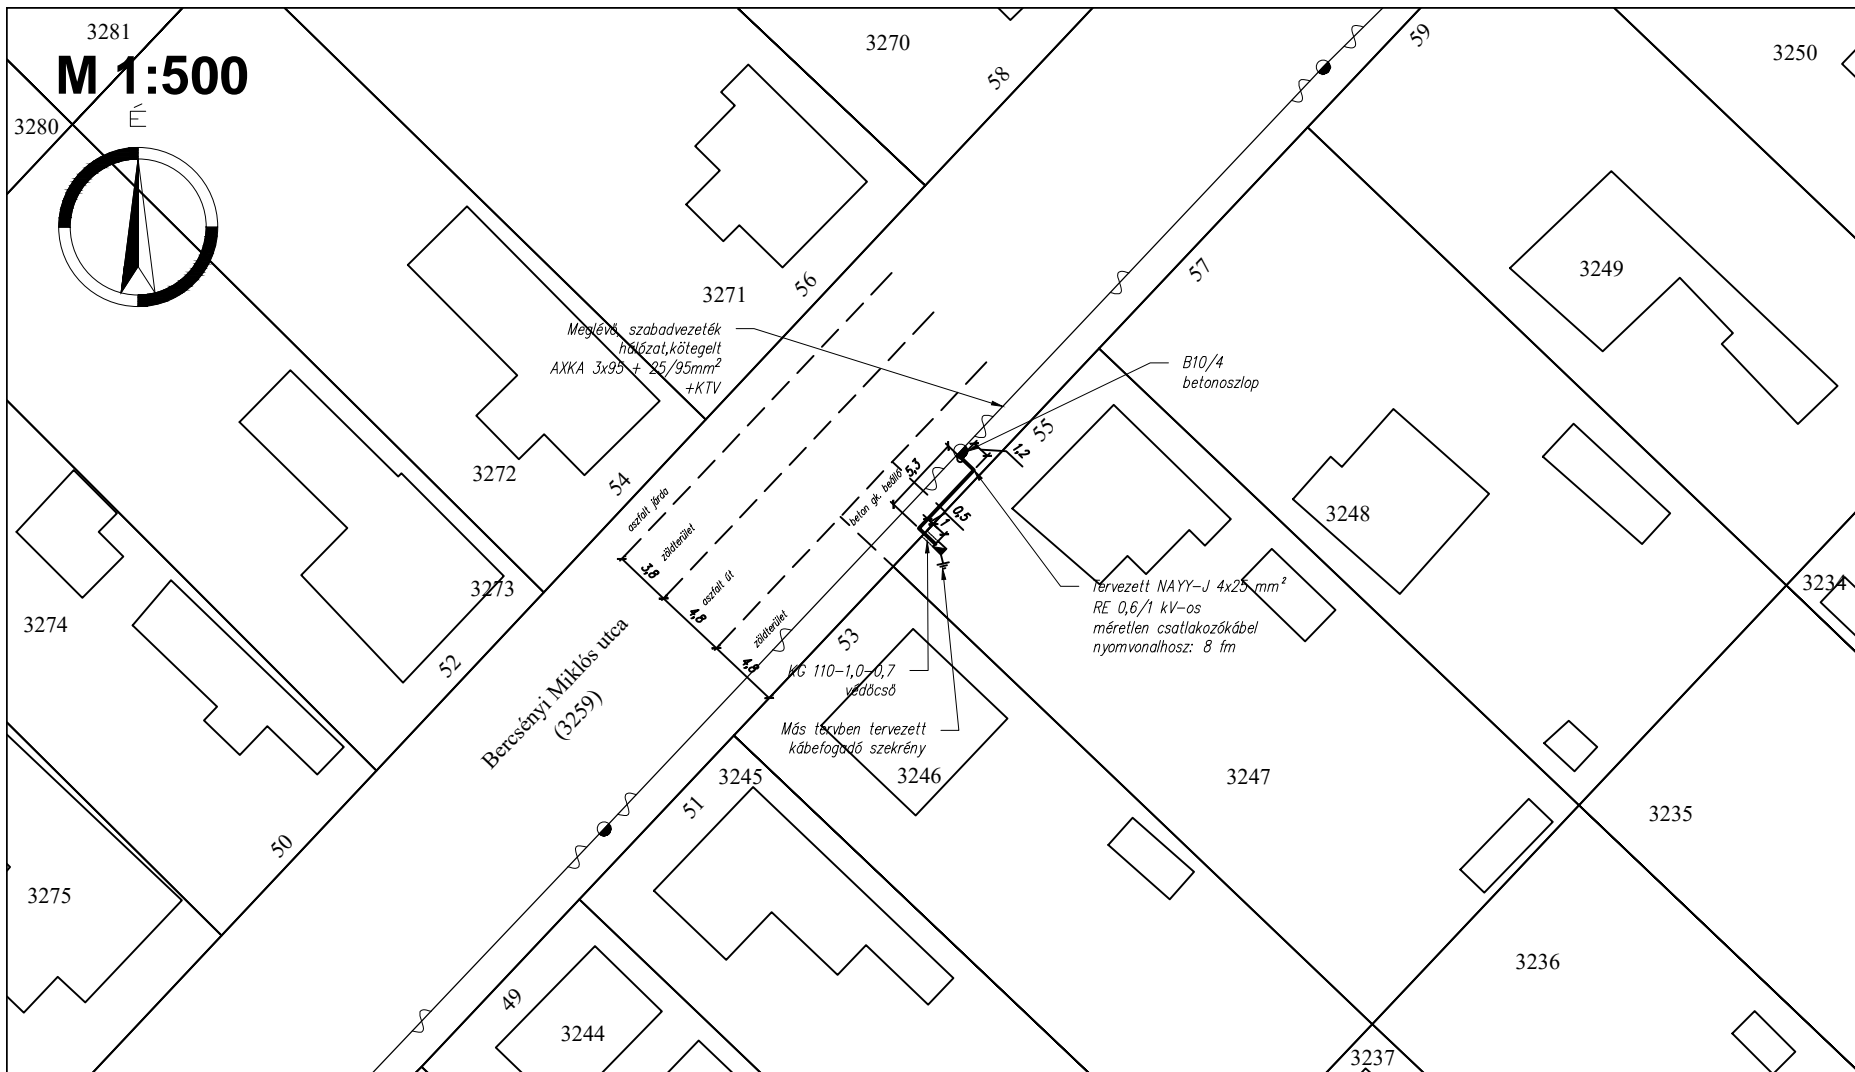 3281
M 1:500
É
3280
3270
58
59
3250
3271
56
57
3249
Meglévő, szabadvezeték
hálózat,kötegelt
AXKA 3x95 + 25/95mm²
+KTV
B10/4
betonoszlop
55
1,2
3272
54
aszfalt járda
zöldterület
aszfalt út
zöldterület
beton gk. beálló
5,3
0,5
1
3,8
4,8
4,8
3248
3273
3274
52
Bercsényi Miklós utca
(3259)
53
Tervezett NAYY-J 4x25 mm²
RE 0,6/1 kV-os
méretlen csatlakozókábel
nyomvonalhosz: 8 fm
KG 110-1,0-0,7
védőcső
Más tervben tervezett
kábefogadó szekrény
3234
3245
3246
3247
51
50
3235
3275
3236
49
3244
3237